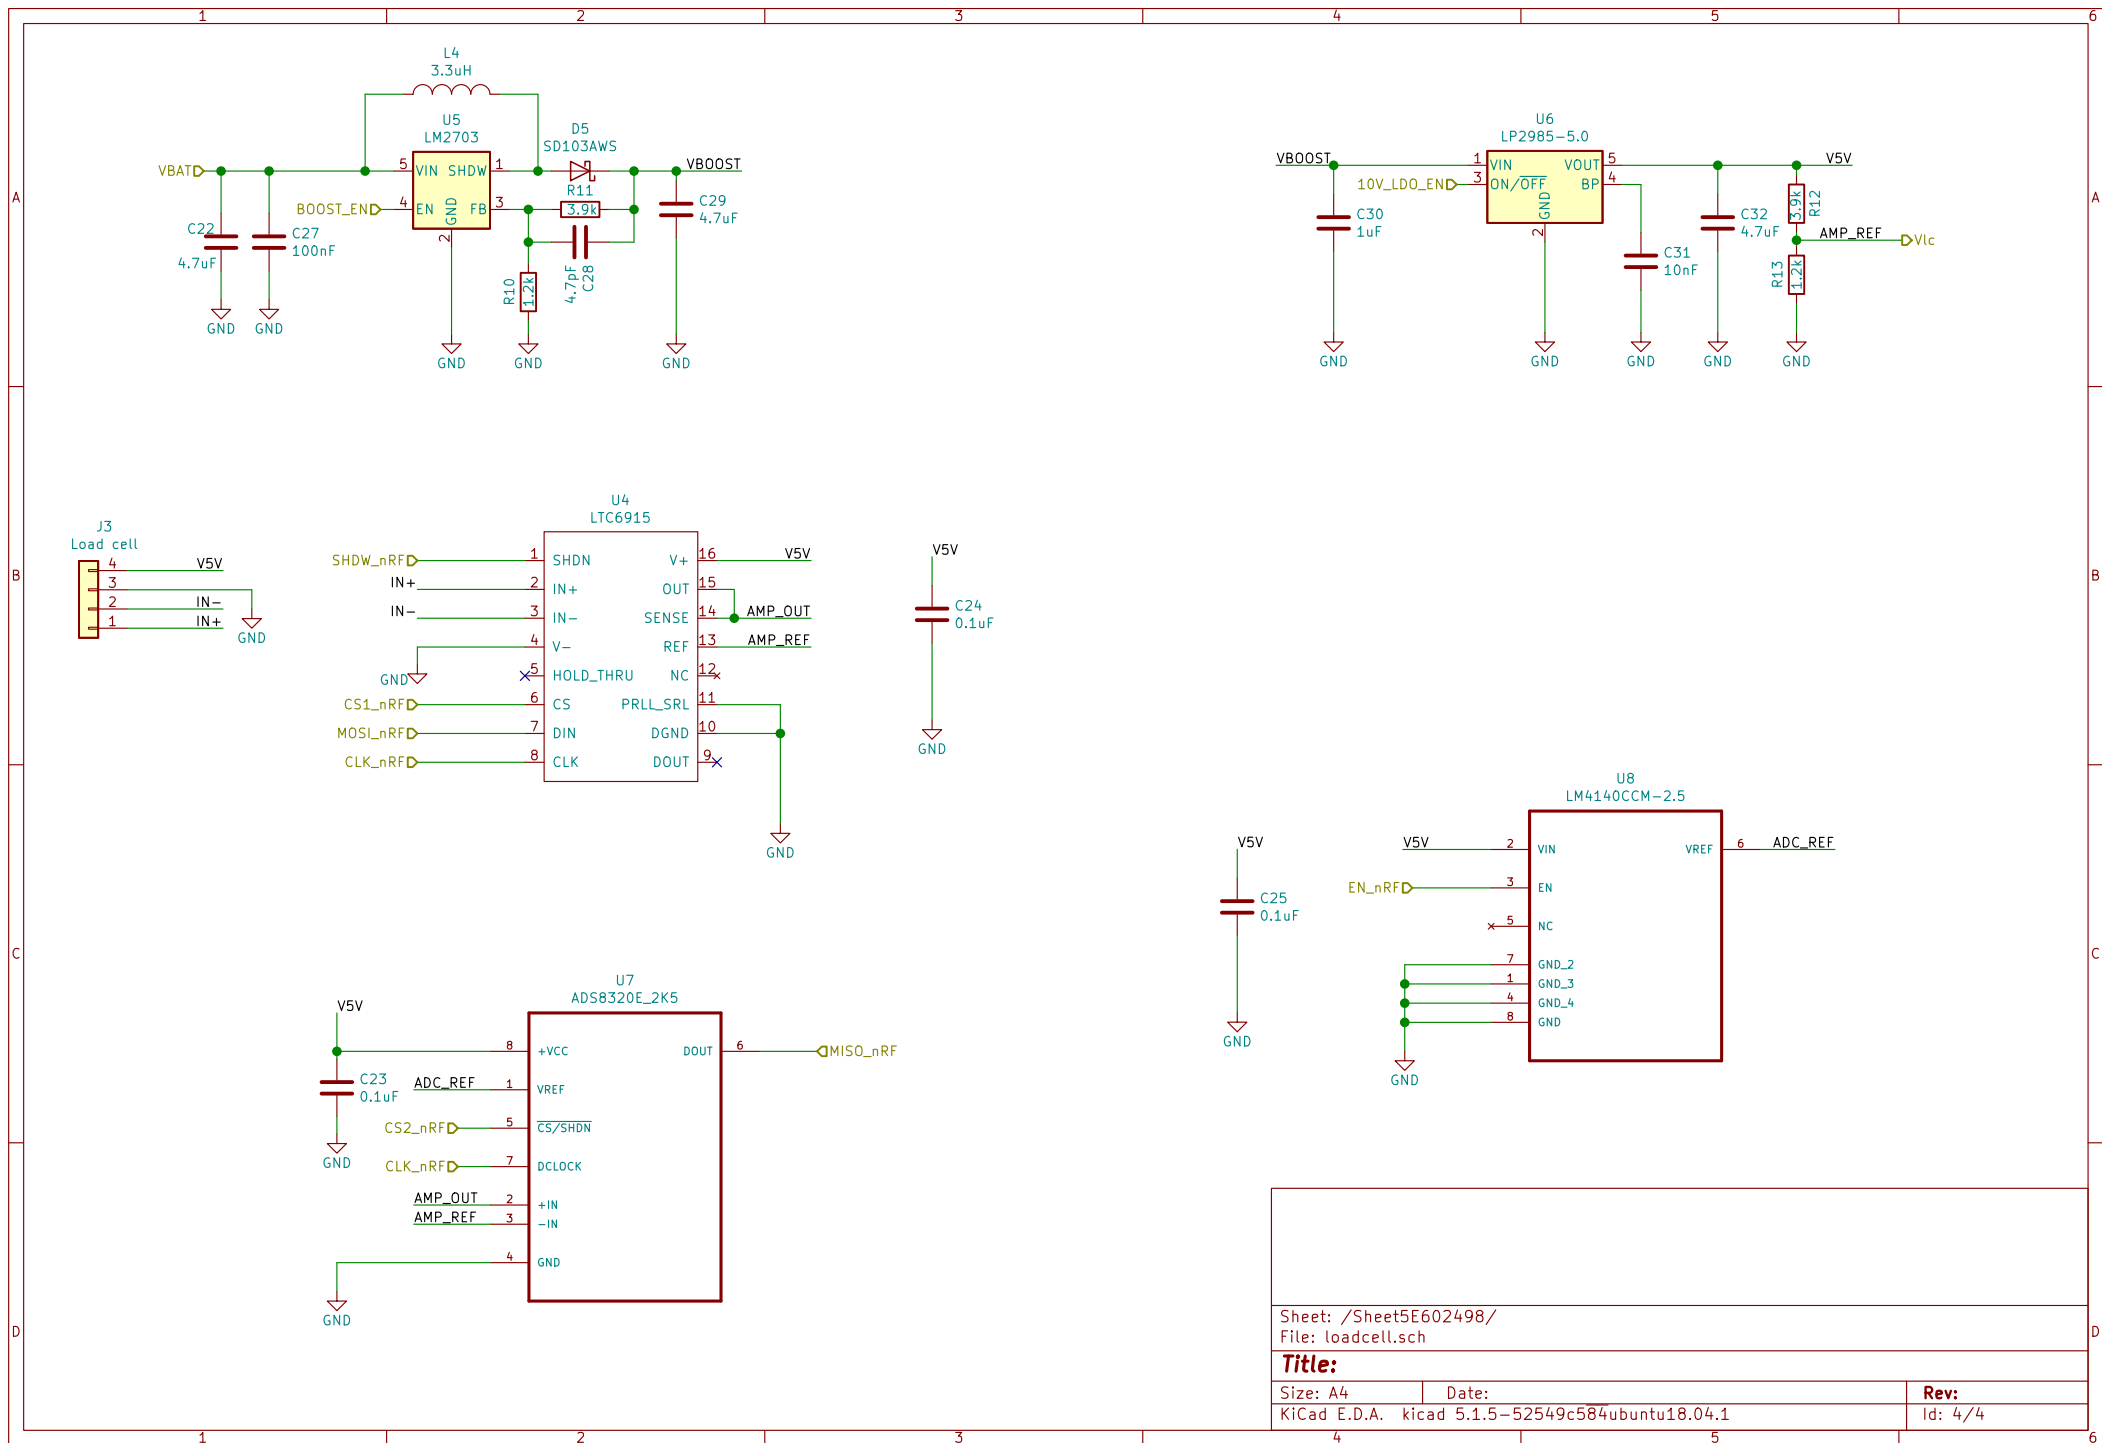 1 2 3 4 5 6
A
B
C
D
L4
3.3uH
U5
LM2703
D5
SD103AWS
VBAT
5 VIN SHDW 1
VBOOST
BOOST_EN
4 EN GND FB 3
2
R11
3.9k
C22
4.7uF
C27
100nF
4.7pF
C28
R10
1.2k
C29
4.7uF
GND
GND
GND
GND
GND
U6
LP2985-5.0
VBOOST
1 VIN VOUT 5
V5V
10V_LDO_EN
3 ON/OFF BP 4
GND
2
C30
1uF
C31
10nF
C32
4.7uF
3.9k
R12
AMP_REF
Vlc
R13
1.2k
GND
GND
GND
GND
GND
J3
Load cell
4 V5V
3
2 IN-
1 IN+
GND
U4
LTC6915
SHDW_nRF 1 SHDN V+ 16 V5V
IN+ 2 IN+ OUT 15
IN- 3 IN- SENSE 14 AMP_OUT
4 V- REF 13 AMP_REF
GND 5 HOLD_THRU NC 12
CS1_nRF 6 CS PRLL_SRL 11
MOSI_nRF 7 DIN DGND 10
CLK_nRF 8 CLK DOUT 9
GND
V5V
C24
0.1uF
GND
V5V
C25
0.1uF
GND
U8
LM4140CCM-2.5
V5V 2 VIN VREF 6 ADC_REF
EN_nRF 3 EN
5 NC
7 GND_2
1 GND_3
4 GND_4
8 GND
GND
U7
ADS8320E_2K5
V5V
8 +VCC DOUT 6 MISO_nRF
C23
0.1uF
GND
ADC_REF 1 VREF
CS2_nRF 5 CS/SHDN
CLK_nRF 7 DCLOCK
AMP_OUT 2 +IN
AMP_REF 3 -IN
4 GND
GND
Sheet: /Sheet5E602498/
File: loadcell.sch
Title:
Size: A4 Date: Rev:
KiCad E.D.A. kicad 5.1.5-52549c584ubuntu18.04.1 Id: 4/4
A
B
C
D
1 2 3 4 5 6